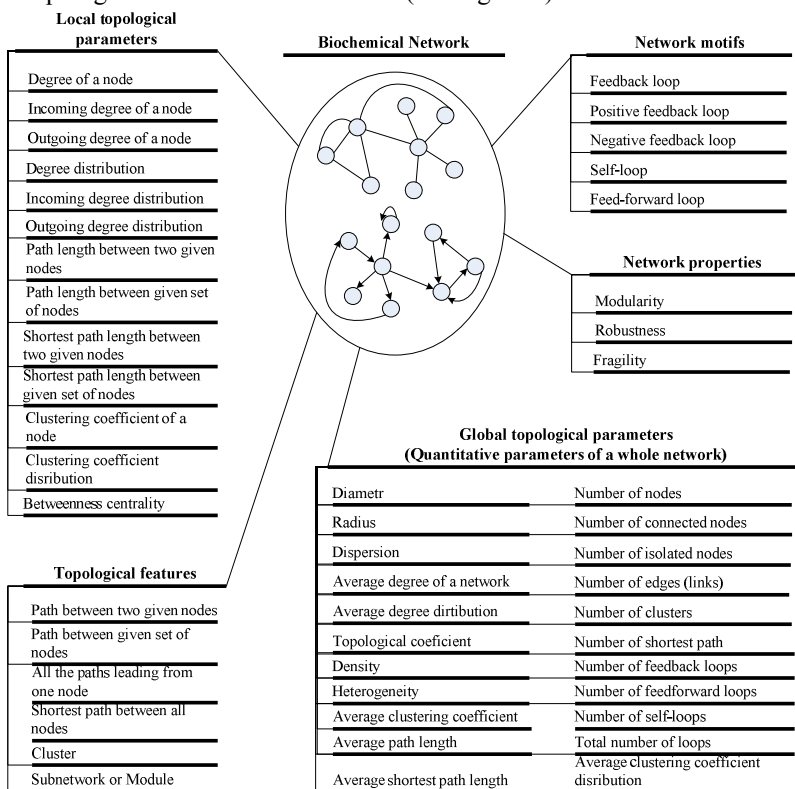 Local topological
parameters
Degree of a node
Incoming degree of a node
Outgoing degree of a node
Degree distribution
Incoming degree distribution
Outgoing degree distribution
Path length between two given
nodes
Path length between given set
of nodes
Shortest path length between
two given nodes
Shortest path length between
given set of nodes
Clustering coefficient of a
node
Clustering coefficient
disribution
Betweenness centrality
Biochemical Network
Network motifs
Feedback loop
Positive feedback loop
Negative feedback loop
Self-loop
Feed-forward loop
Network properties
Modularity
Robustness
Fragility
Topological features
Path between two given nodes
Path between given set of
nodes
All the paths leading from
one node
Shortest path between all
nodes
Cluster
Subnetwork or Module
Global topological parameters
(Quantitative parameters of a whole network)
Diametr
Radius
Dispersion
Average degree of a network
Average degree dirtibution
Topological coeficient
Density
Heterogeneity
Average clustering coefficient
Average path length
Average shortest path length
Number of nodes
Number of connected nodes
Number of isolated nodes
Number of edges (links)
Number of clusters
Number of shortest path
Number of feedback loops
Number of feedforward loops
Number of self-loops
Total number of loops
Average clustering coefficient
disribution